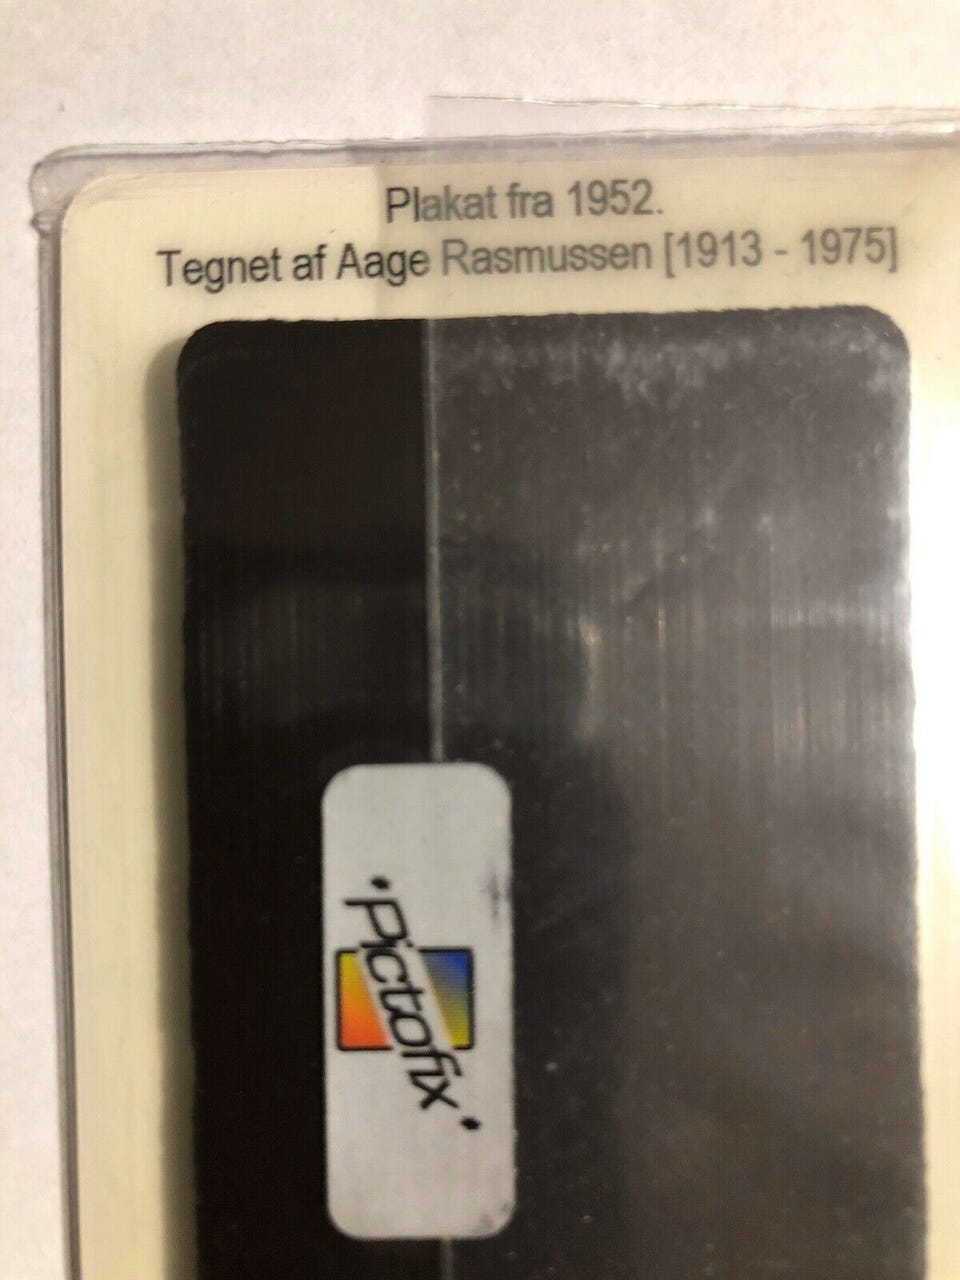 Plakat fra 1952.
Tegnet af Aage Rasmussen [1913 - 1975]
•Pictofix•